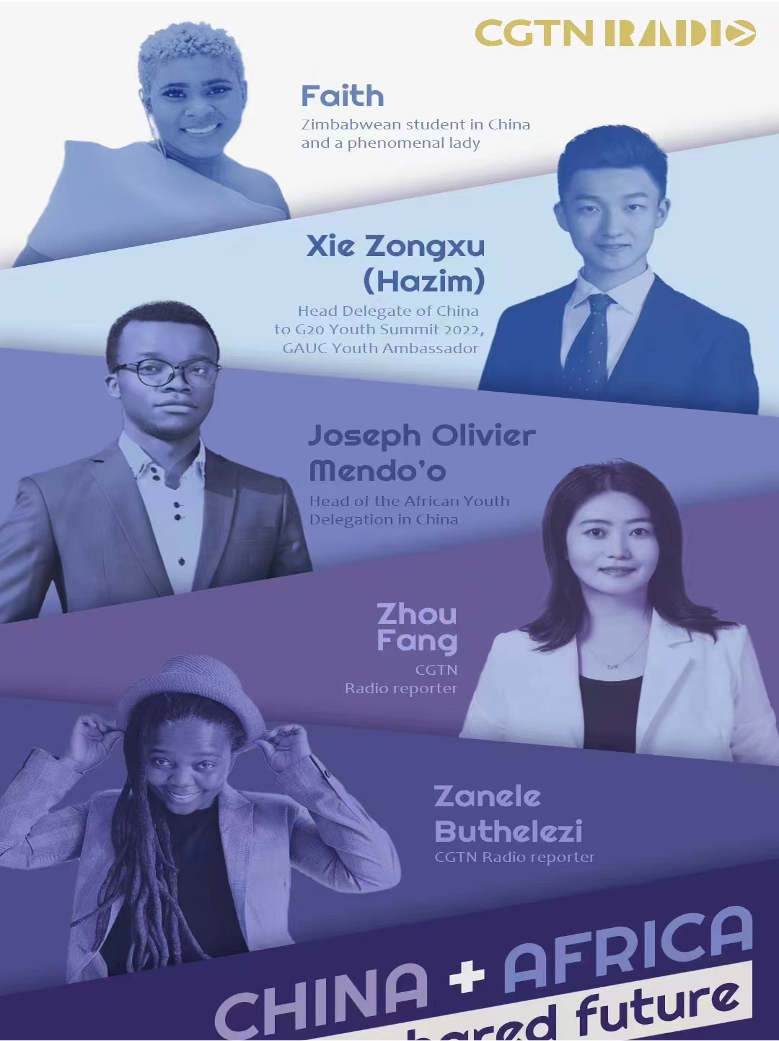 CGTN RADIO
Faith
Zimbabwean student in China
and a phenomenal lady
Xie Zongxu
(Hazim)
Head Delegate of China
to G20 Youth Summit 2022,
GAUC Youth Ambassador
Joseph Olivier
Mendo'o
Head of the African Youth
Delegation in China
Zhou
Fang
CGTN
Radio reporter
Zanele
Buthelezi
CGTN Radio reporter
CHINA + AFRICA
future